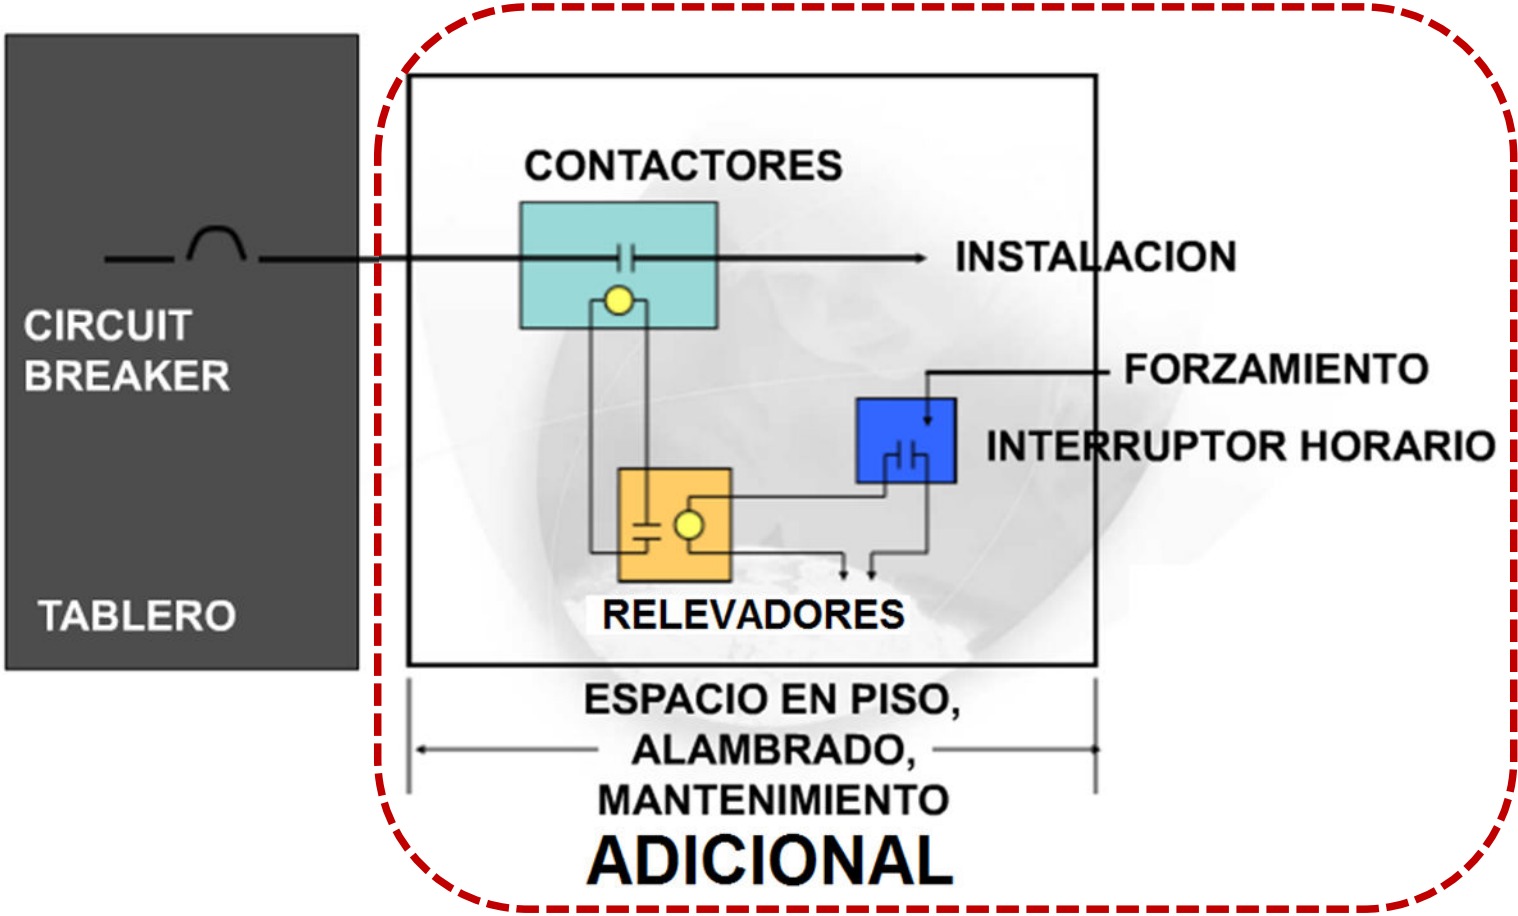 CONTACTORES
INSTALACION
CIRCUIT
BREAKER
FORZAMIENTO
INTERRUPTOR HORARIO
TABLERO
RELEVADORES
ESPACIO EN PISO,
ALAMBRADO,
MANTENIMIENTO
ADICIONAL